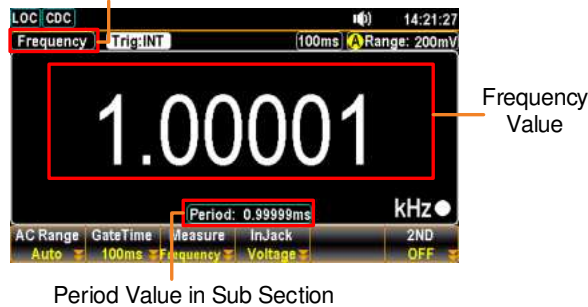 LOC CDC 14:21:27
Frequency Trig:INT 100ms A Range: 200mV
1.00001
Frequency
Value
Period: 0.99999ms kHz
AC Range GateTime Measure InJack 2ND
Auto 100ms Frequency Voltage OFF
Period Value in Sub Section